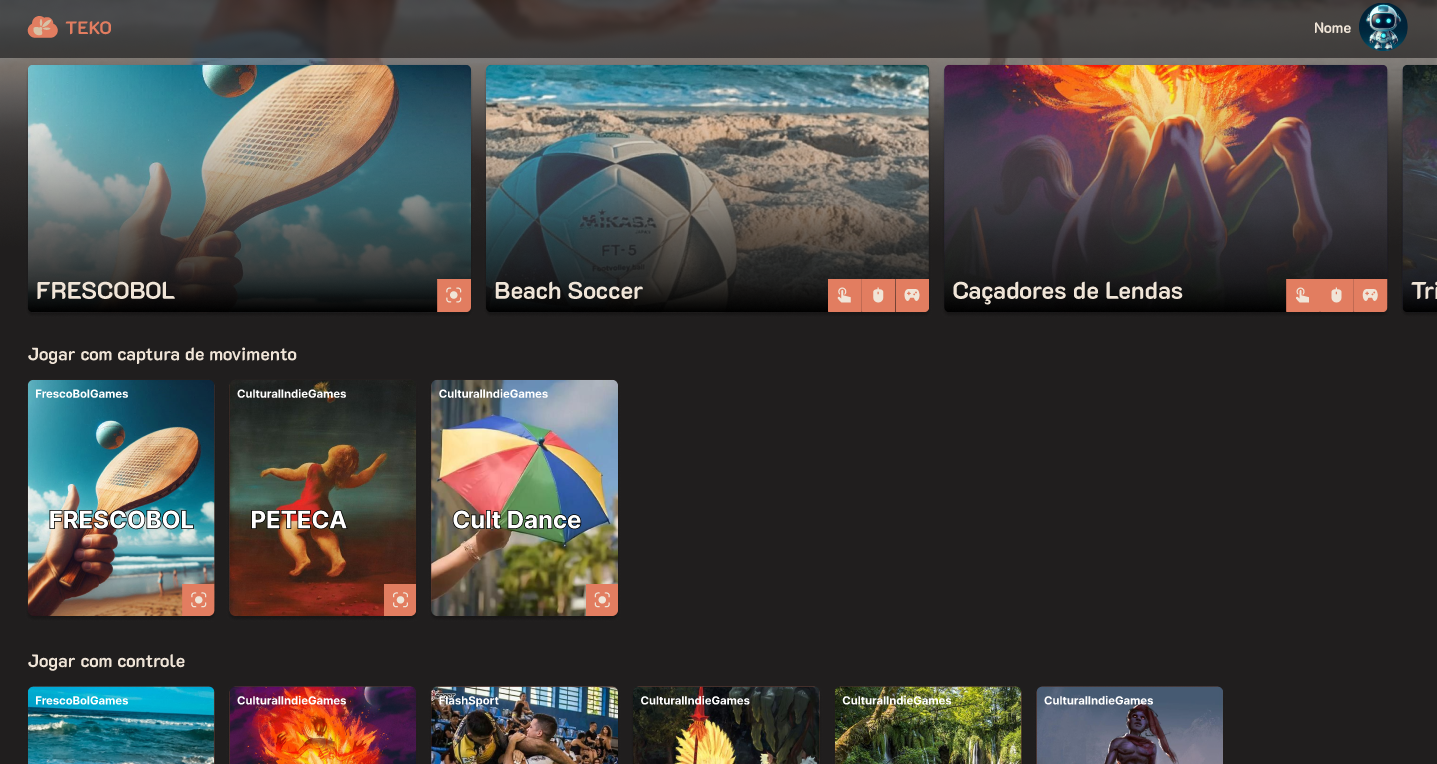 TEKO
Nome
MIKASA
FT-5
FRESCOBOL
Beach Soccer
Caçadores de Lendas
Tri
Jogar com captura de movimento
FrescoBolGames
CulturalIndieGames
CulturalIndieGames
FRESCOBOL
PETECA
Cult Dance
Jogar com controle
FrescoBolGames
CulturalIndieGames
FlashSport
CulturalIndieGames
CulturalIndieGames
CulturalIndieGames